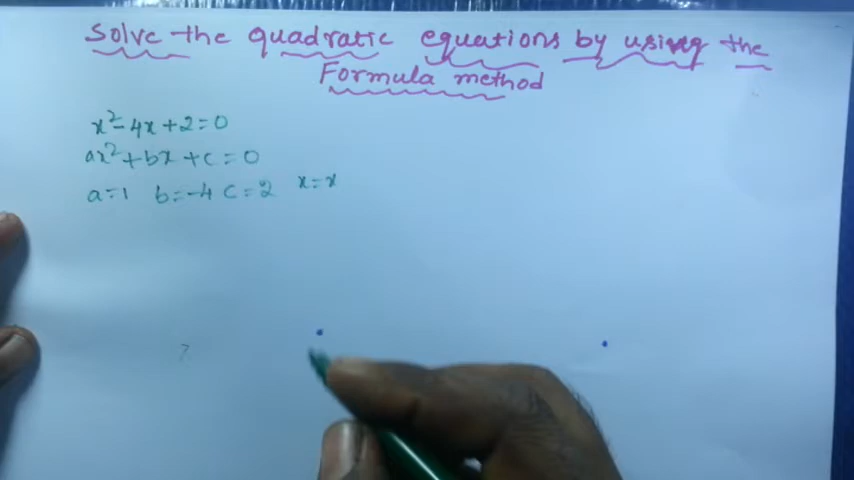 Solve the quadratic equations by using the
Formula method
x² - 4x + 2 = 0
ax² + bx + c = 0
a = 1 b = -4 c = 2 x = x